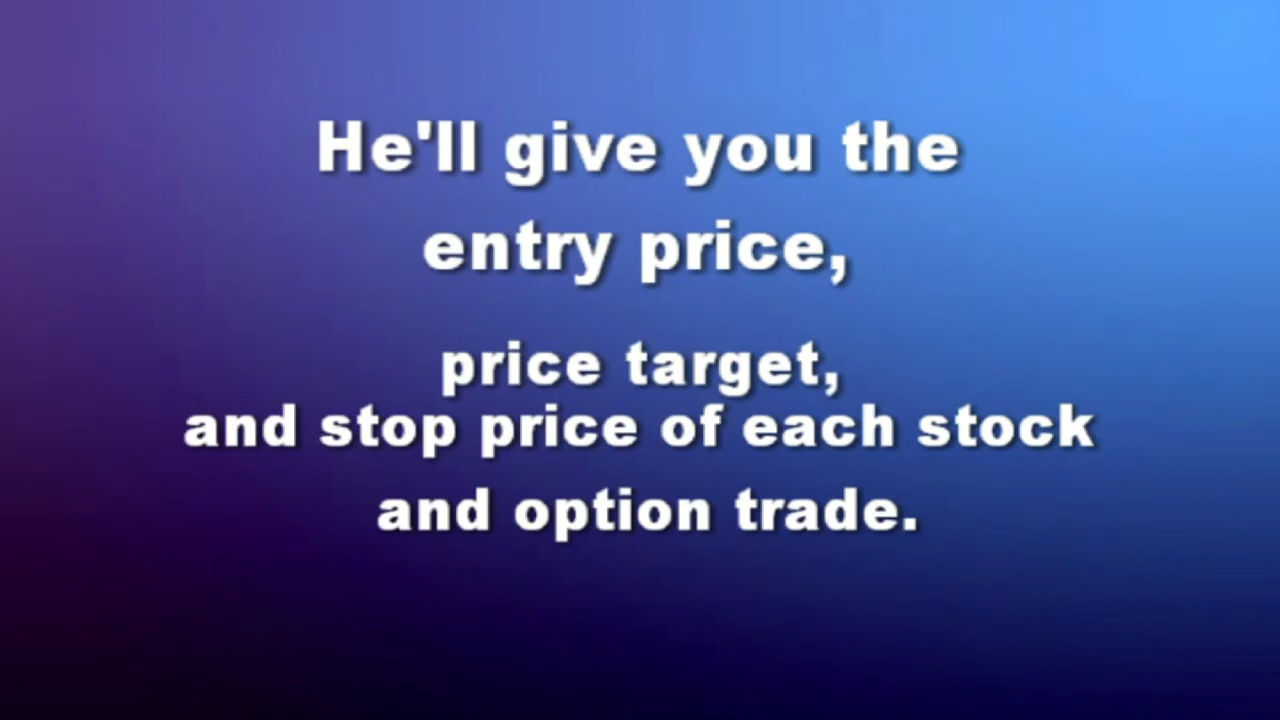 He'll give you the
entry price,
price target,
and stop price of each stock
and option trade.